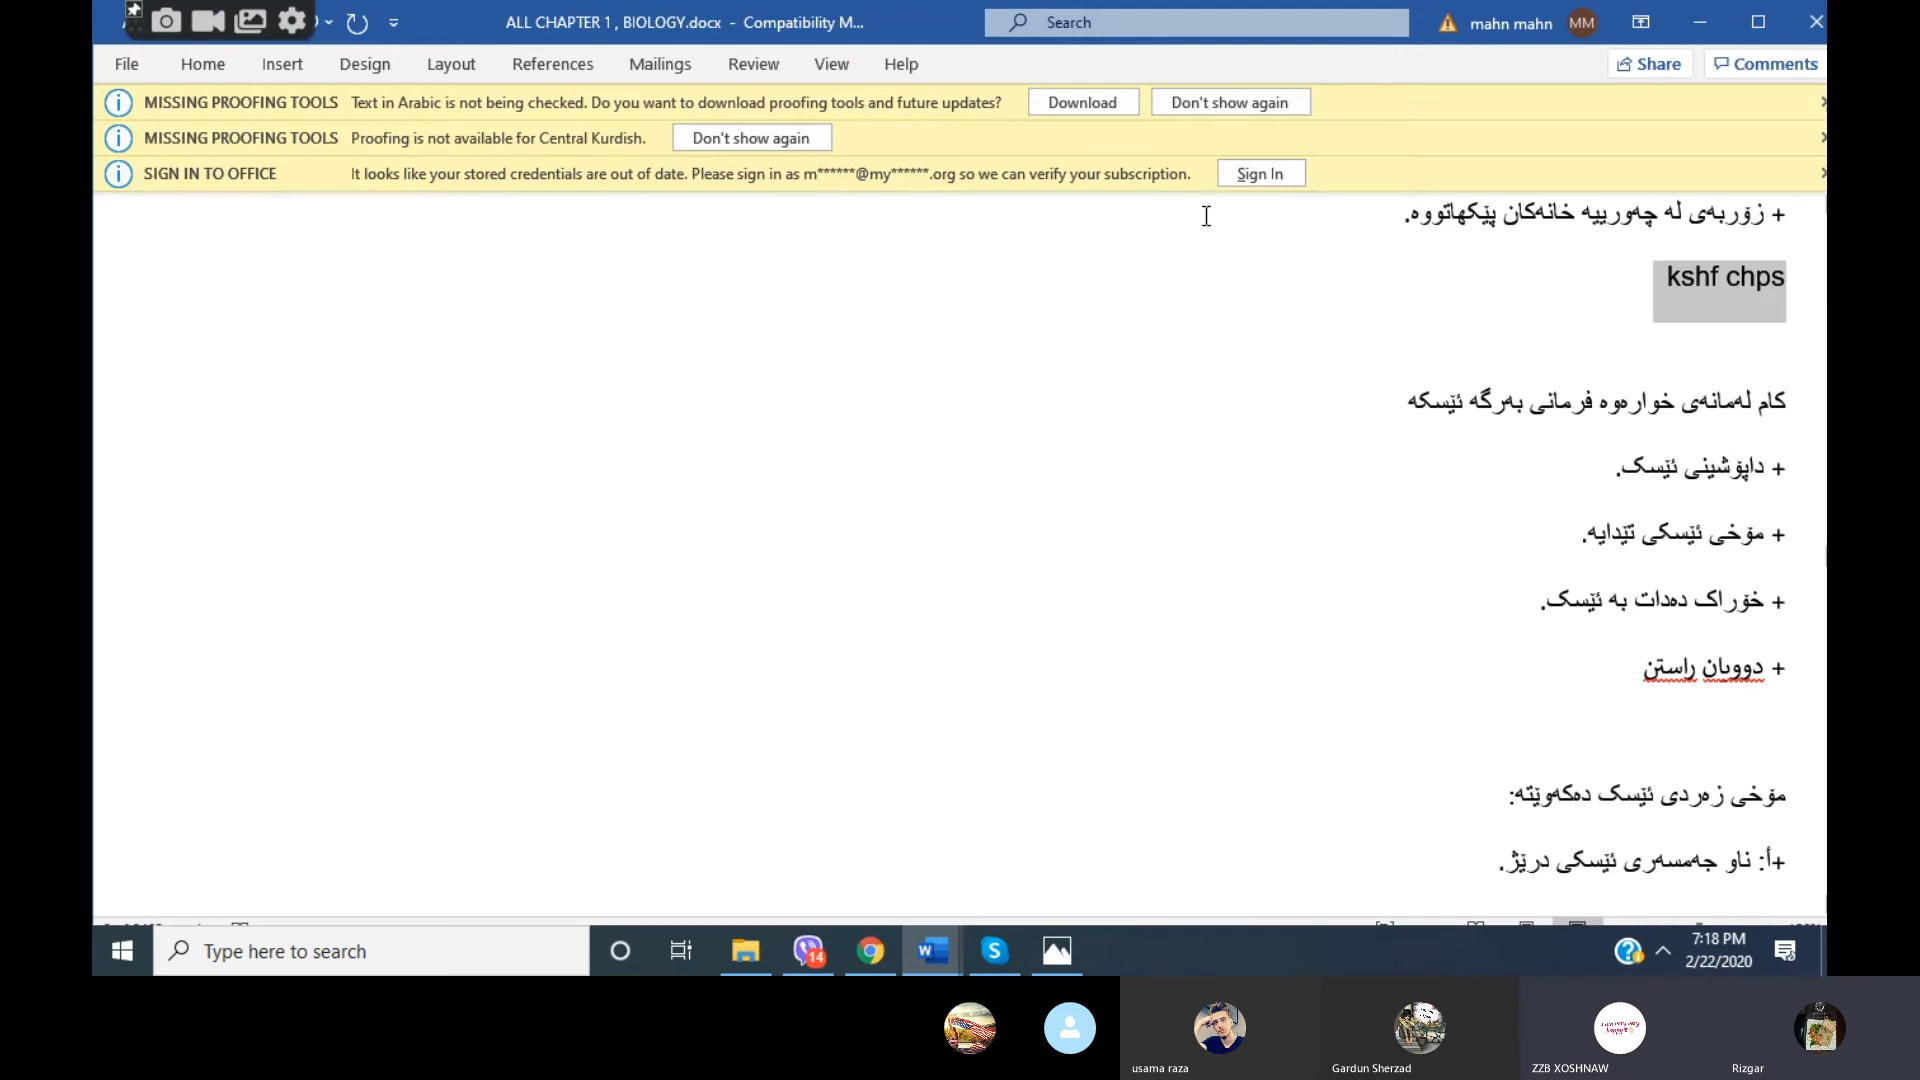 ALL CHAPTER 1 , BIOLOGY.docx - Compatibility M...
Search
mahn mahn
MM
File Home Insert Design Layout References Mailings Review View Help
Share
Comments
MISSING PROOFING TOOLS Text in Arabic is not being checked. Do you want to download proofing tools and future updates? Download Don't show again
MISSING PROOFING TOOLS Proofing is not available for Central Kurdish. Don't show again
SIGN IN TO OFFICE It looks like your stored credentials are out of date. Please sign in as m******@my******.org so we can verify your subscription. Sign In
+ زۆربەی لە چەورییە خانەکان پێکهاتووە.
kshf chps
کام لەمانەی خوارەوە فرمانی بەرگە ئێسکە
+ داپۆشینی ئێسک.
+ مۆخی ئێسکی تێدایە.
+ خۆراک دەدات بە ئێسک.
+ دوویان راستن
مۆخی زەردی ئێسک دەکەوێتە:
+أ: ناو جەمسەری ئێسکی درێژ.
Type here to search
14
7:18 PM
2/22/2020
usama raza
Gardun Sherzad
ZZB XOSHNAW
Rizgar